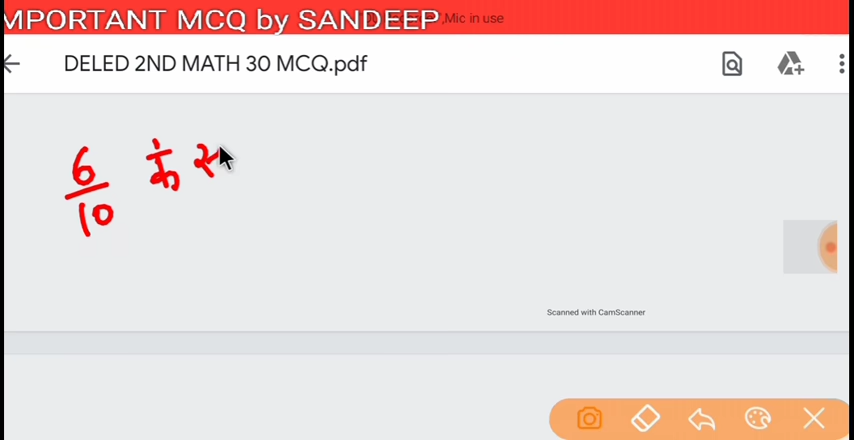 MPORTANT MCQ by SANDEEP
,Mic in use
DELED 2ND MATH 30 MCQ.pdf
6
10
Scanned with CamScanner